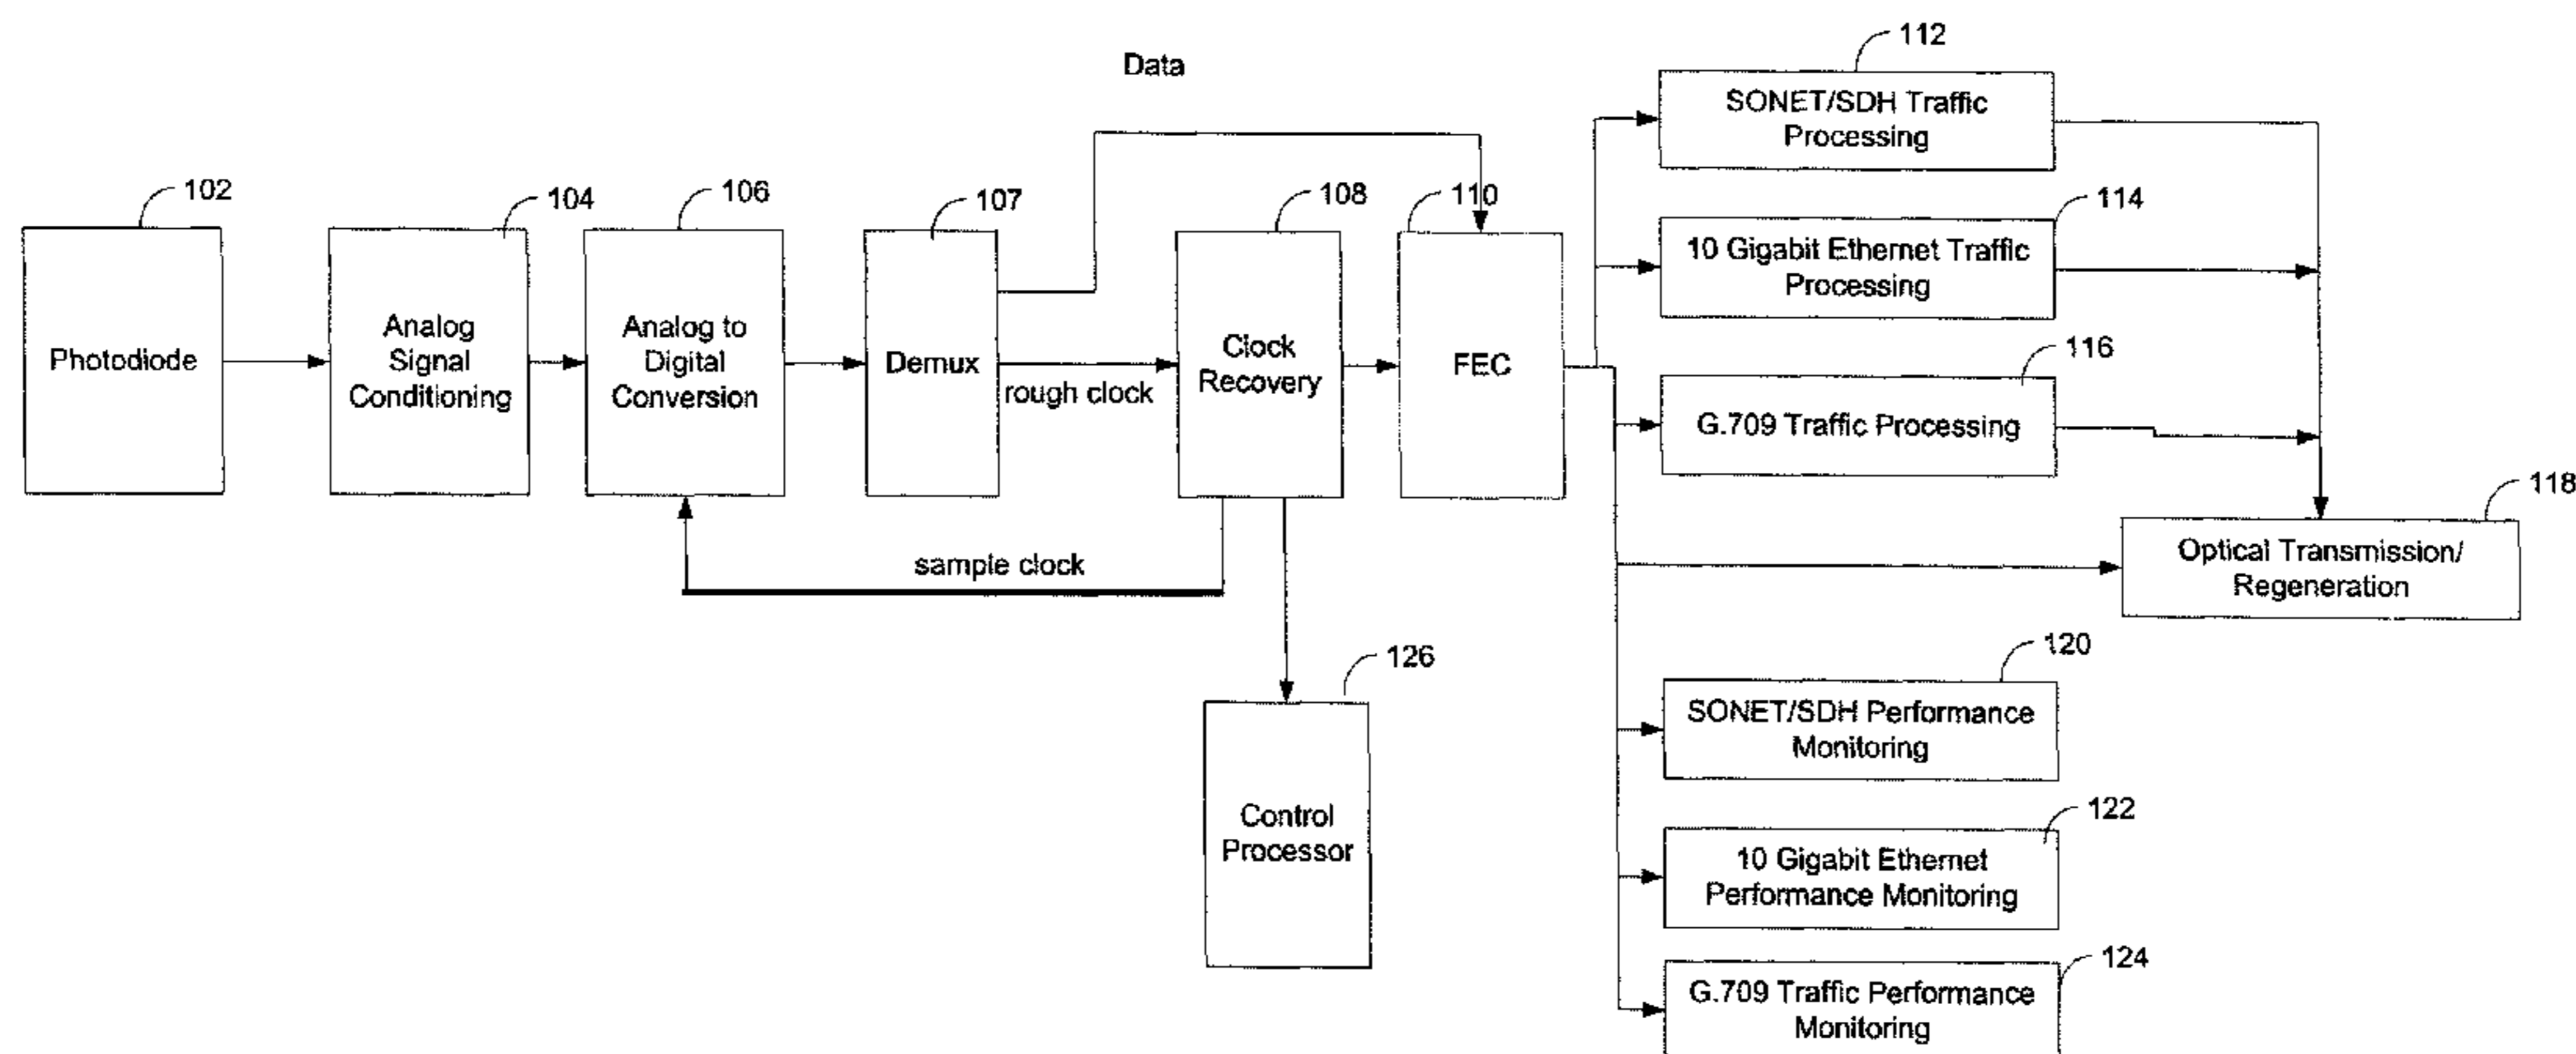 Data
102
Photodiode
104
Analog
Signal
Conditioning
106
Analog to
Digital
Conversion
107
Demux
rough clock
108
Clock
Recovery
sample clock
110
FEC
126
Control
Processor
112
SONET/SDH Traffic
Processing
114
10 Gigabit Ethernet Traffic
Processing
116
G.709 Traffic Processing
118
Optical Transmission/
Regeneration
120
SONET/SDH Performance
Monitoring
122
10 Gigabit Ethernet
Performance Monitoring
124
G.709 Traffic Performance
Monitoring